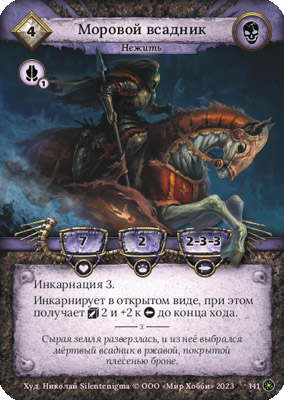 4
Моровой всадник
Нежить
1
7
2
2-3-3
Инкарнация 3.
Инкарнирует в открытом виде, при этом
получает 2 и +2 к до конца хода.
Сырая земля разверзлась, и из неё выбрался
мёртвый всадник в ржавой, покрытой
плесенью броне.
Худ. Николай Silentenigma © ООО «Мир Хобби» 2023
141